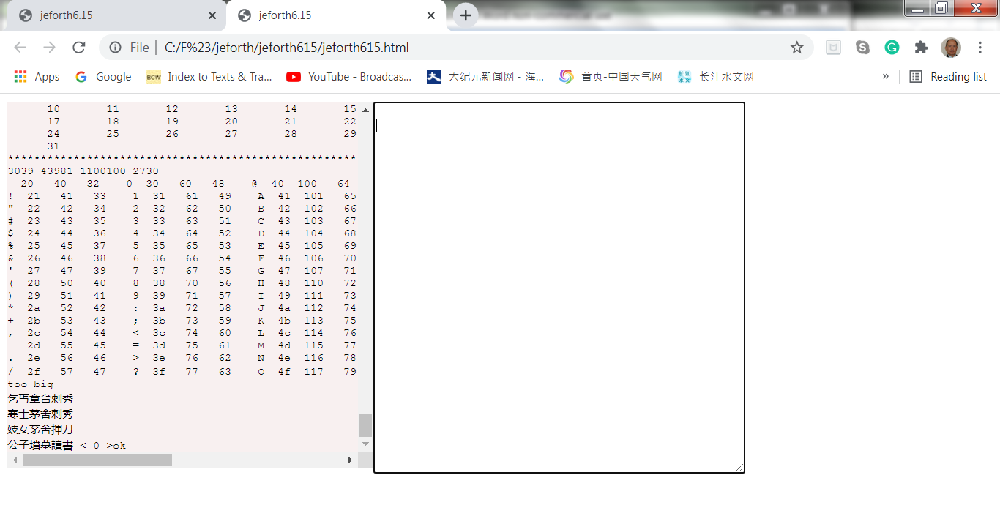 jeforth6.15
jeforth6.15
File | C:/F%23/jeforth/jeforth615/jeforth615.html
Apps Google BCW Index to Texts & Tra... YouTube - Broadcas... 大纪元新闻网 - 海... 首页-中国天气网 长江水文网 » Reading list
10 11 12 13 14 15
17 18 19 20 21 22
24 25 26 27 28 29
31
*****************************************************
3039 43981 1100100 2730
20 40 32 0 30 60 48 @ 40 100 64
! 21 41 33 1 31 61 49 A 41 101 65
" 22 42 34 2 32 62 50 B 42 102 66
# 23 43 35 3 33 63 51 C 43 103 67
$ 24 44 36 4 34 64 52 D 44 104 68
% 25 45 37 5 35 65 53 E 45 105 69
& 26 46 38 6 36 66 54 F 46 106 70
' 27 47 39 7 37 67 55 G 47 107 71
( 28 50 40 8 38 70 56 H 48 110 72
) 29 51 41 9 39 71 57 I 49 111 73
* 2a 52 42 : 3a 72 58 J 4a 112 74
+ 2b 53 43 ; 3b 73 59 K 4b 113 75
, 2c 54 44 < 3c 74 60 L 4c 114 76
- 2d 55 45 = 3d 75 61 M 4d 115 77
. 2e 56 46 > 3e 76 62 N 4e 116 78
/ 2f 57 47 ? 3f 77 63 O 4f 117 79
too big
乞丐章台刺秀
寒士茅舍刺秀
妓女茅舍揮刀
公子墳墓讀書 < 0 >ok